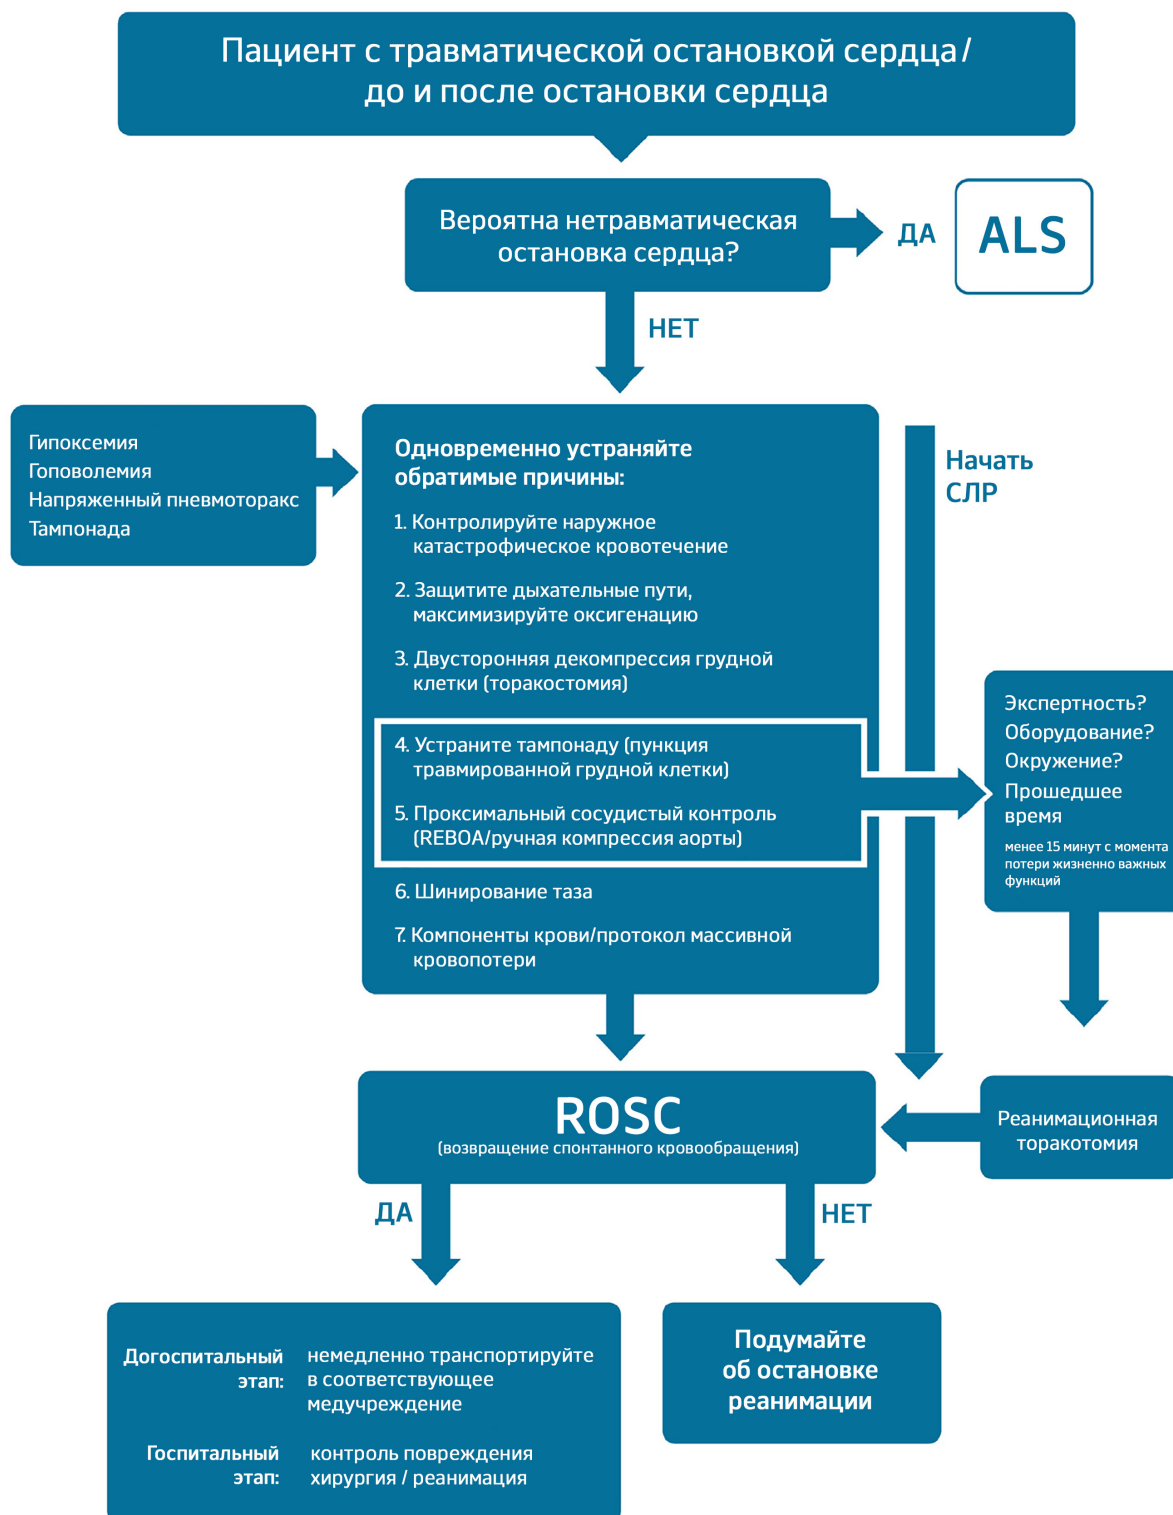 Пациент с травматической остановкой сердца/
до и после остановки сердца
Вероятна нетравматическая
остановка сердца?
ДА
ALS
НЕТ
Гипоксемия
Гоповолемия
Напряженный пневмоторакс
Тампонада
Одновременно устраняйте
обратимые причины:
1. Контролируйте наружное
катастрофическое кровотечение
2. Защитите дыхательные пути,
максимизируйте оксигенацию
3. Двусторонняя декомпрессия грудной
клетки (торакостомия)
4. Устраните тампонаду (пункция
травмированной грудной клетки)
5. Проксимальный сосудистый контроль
(REBOA/ручная компрессия аорты)
6. Шинирование таза
7. Компоненты крови/протокол массивной
кровопотери
Начать
СЛР
Экспертность?
Оборудование?
Окружение?
Прошедшее
время
менее 15 минут с момента
потери жизненно важных
функций
Реанимационная
торакотомия
ROSC
(возвращение спонтанного кровообращения)
ДА
НЕТ
Догоспитальный
этап:
немедленно транспортируйте
в соответствующее
медучреждение
Госпитальный
этап:
контроль повреждения
хирургия / реанимация
Подумайте
об остановке
реанимации